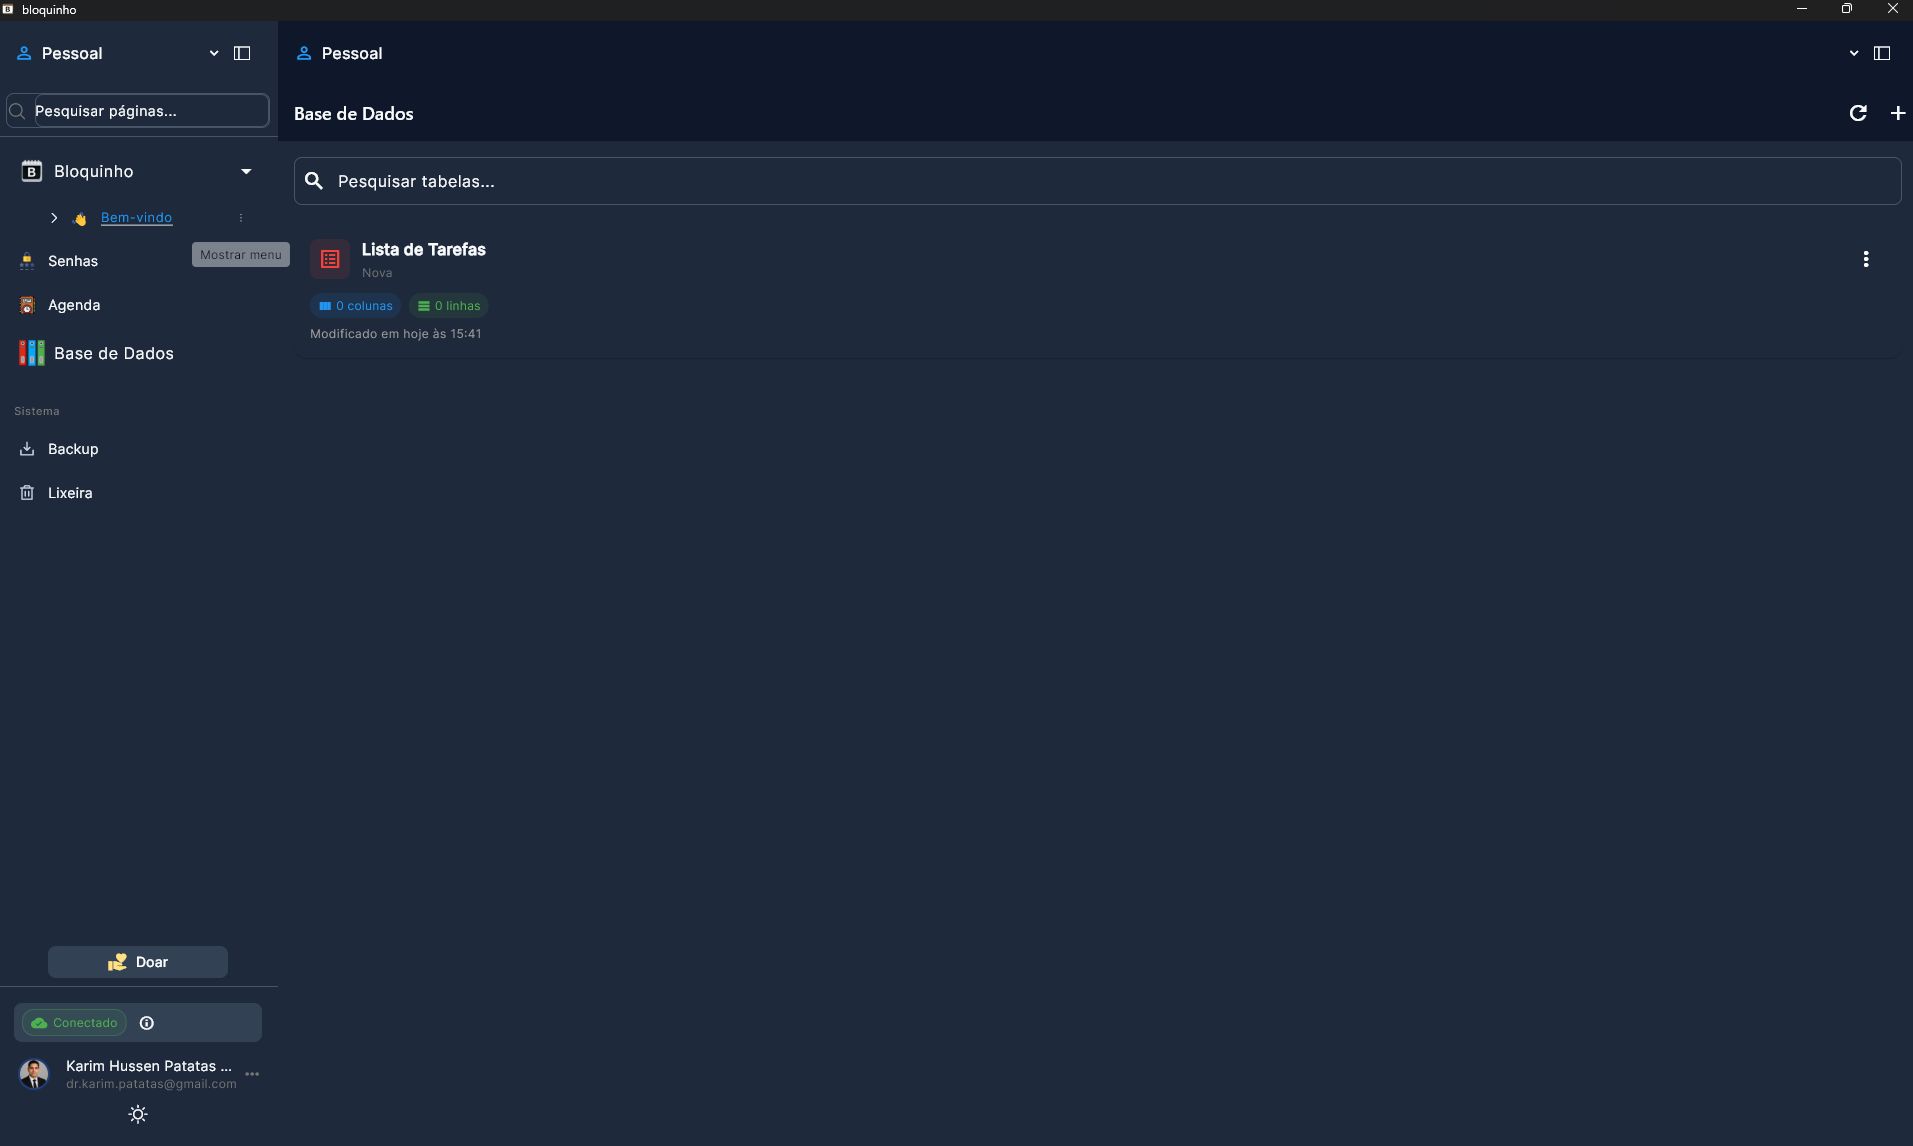 bloquinho
Pessoal
Pesquisar páginas...
Bloquinho
Bem-vindo
Mostrar menu
Senhas
Agenda
Base de Dados
Sistema
Backup
Lixeira
Doar
Conectado
Karim Hussen Patatas ...
dr.karim.patatas@gmail.com
Pessoal
Base de Dados
Pesquisar tabelas...
Lista de Tarefas
Nova
0 colunas 0 linhas
Modificado em hoje às 15:41